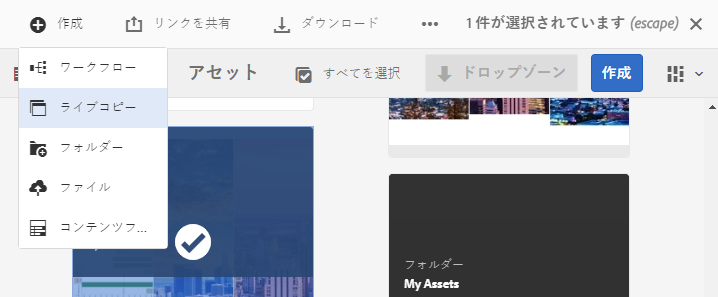 作成 リンクを共有 ダウンロード 1 件が選択されています (escape)
ワークフロー
アセット すべてを選択 ドロップゾーン 作成
ライブコピー
フォルダー
ファイル
コンテンツフ...
フォルダー
My Assets